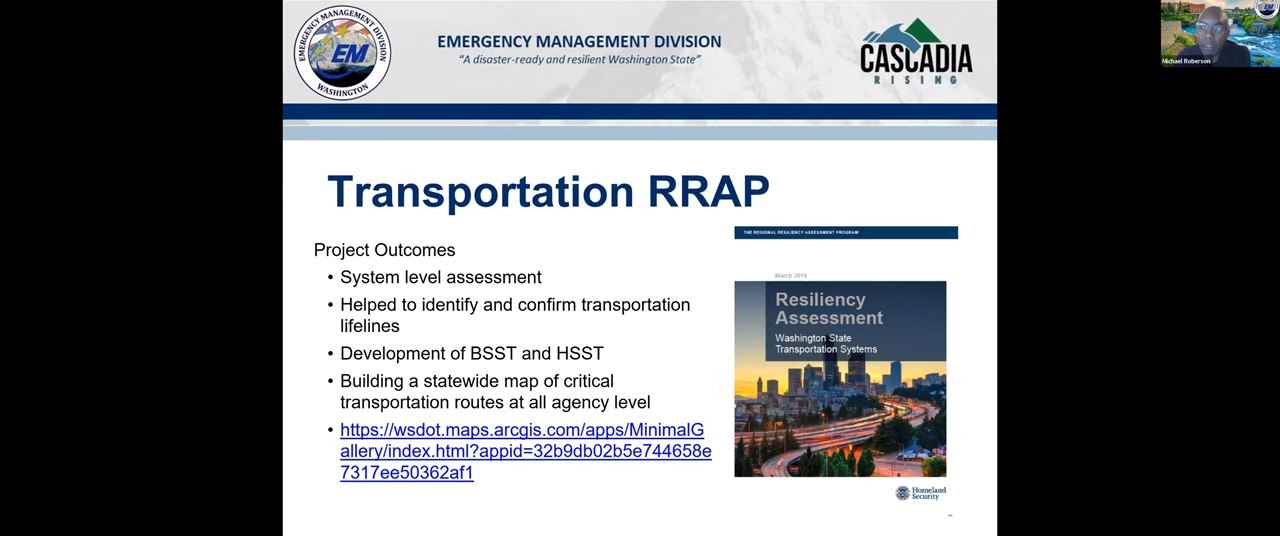 EMERGENCY MANAGEMENT DIVISION
EM
WASHINGTON
EMERGENCY MANAGEMENT DIVISION
"A disaster-ready and resilient Washington State"
CASCADIA
RISING
Michael Roberson
Transportation RRAP
Project Outcomes
• System level assessment
• Helped to identify and confirm transportation
lifelines
• Development of BSST and HSST
• Building a statewide map of critical
transportation routes at all agency level
• https://wsdot.maps.arcgis.com/apps/MinimalG
allery/index.html?appid=32b9db02b5e744658e
7317ee50362af1
THE REGIONAL RESILIENCY ASSESSMENT PROGRAM
March 2019
Resiliency
Assessment
Washington State
Transportation Systems
Homeland
Security